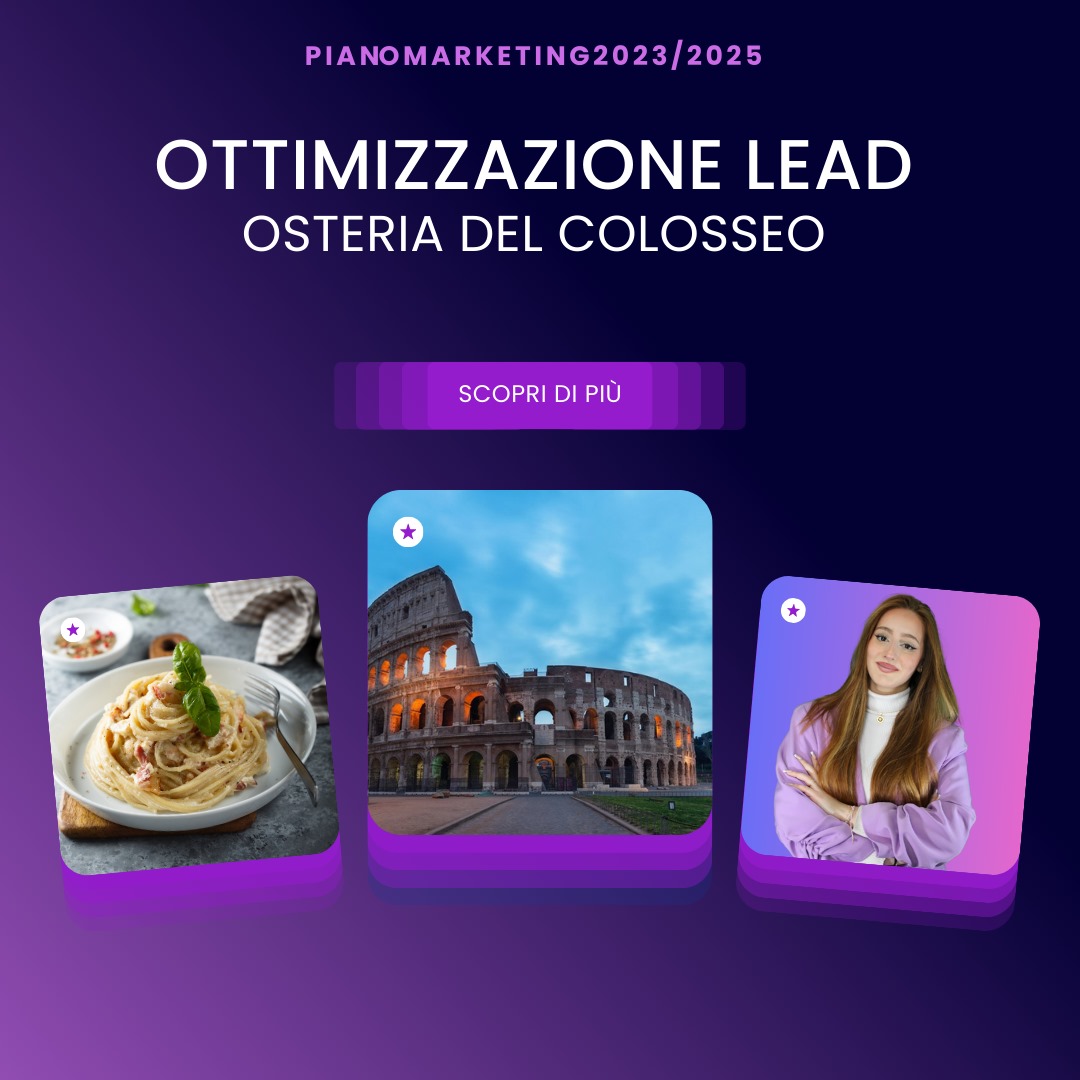 PIANOMARKETING2023/2025
OTTIMIZZAZIONE LEAD
OSTERIA DEL COLOSSEO
SCOPRI DI PIÙ